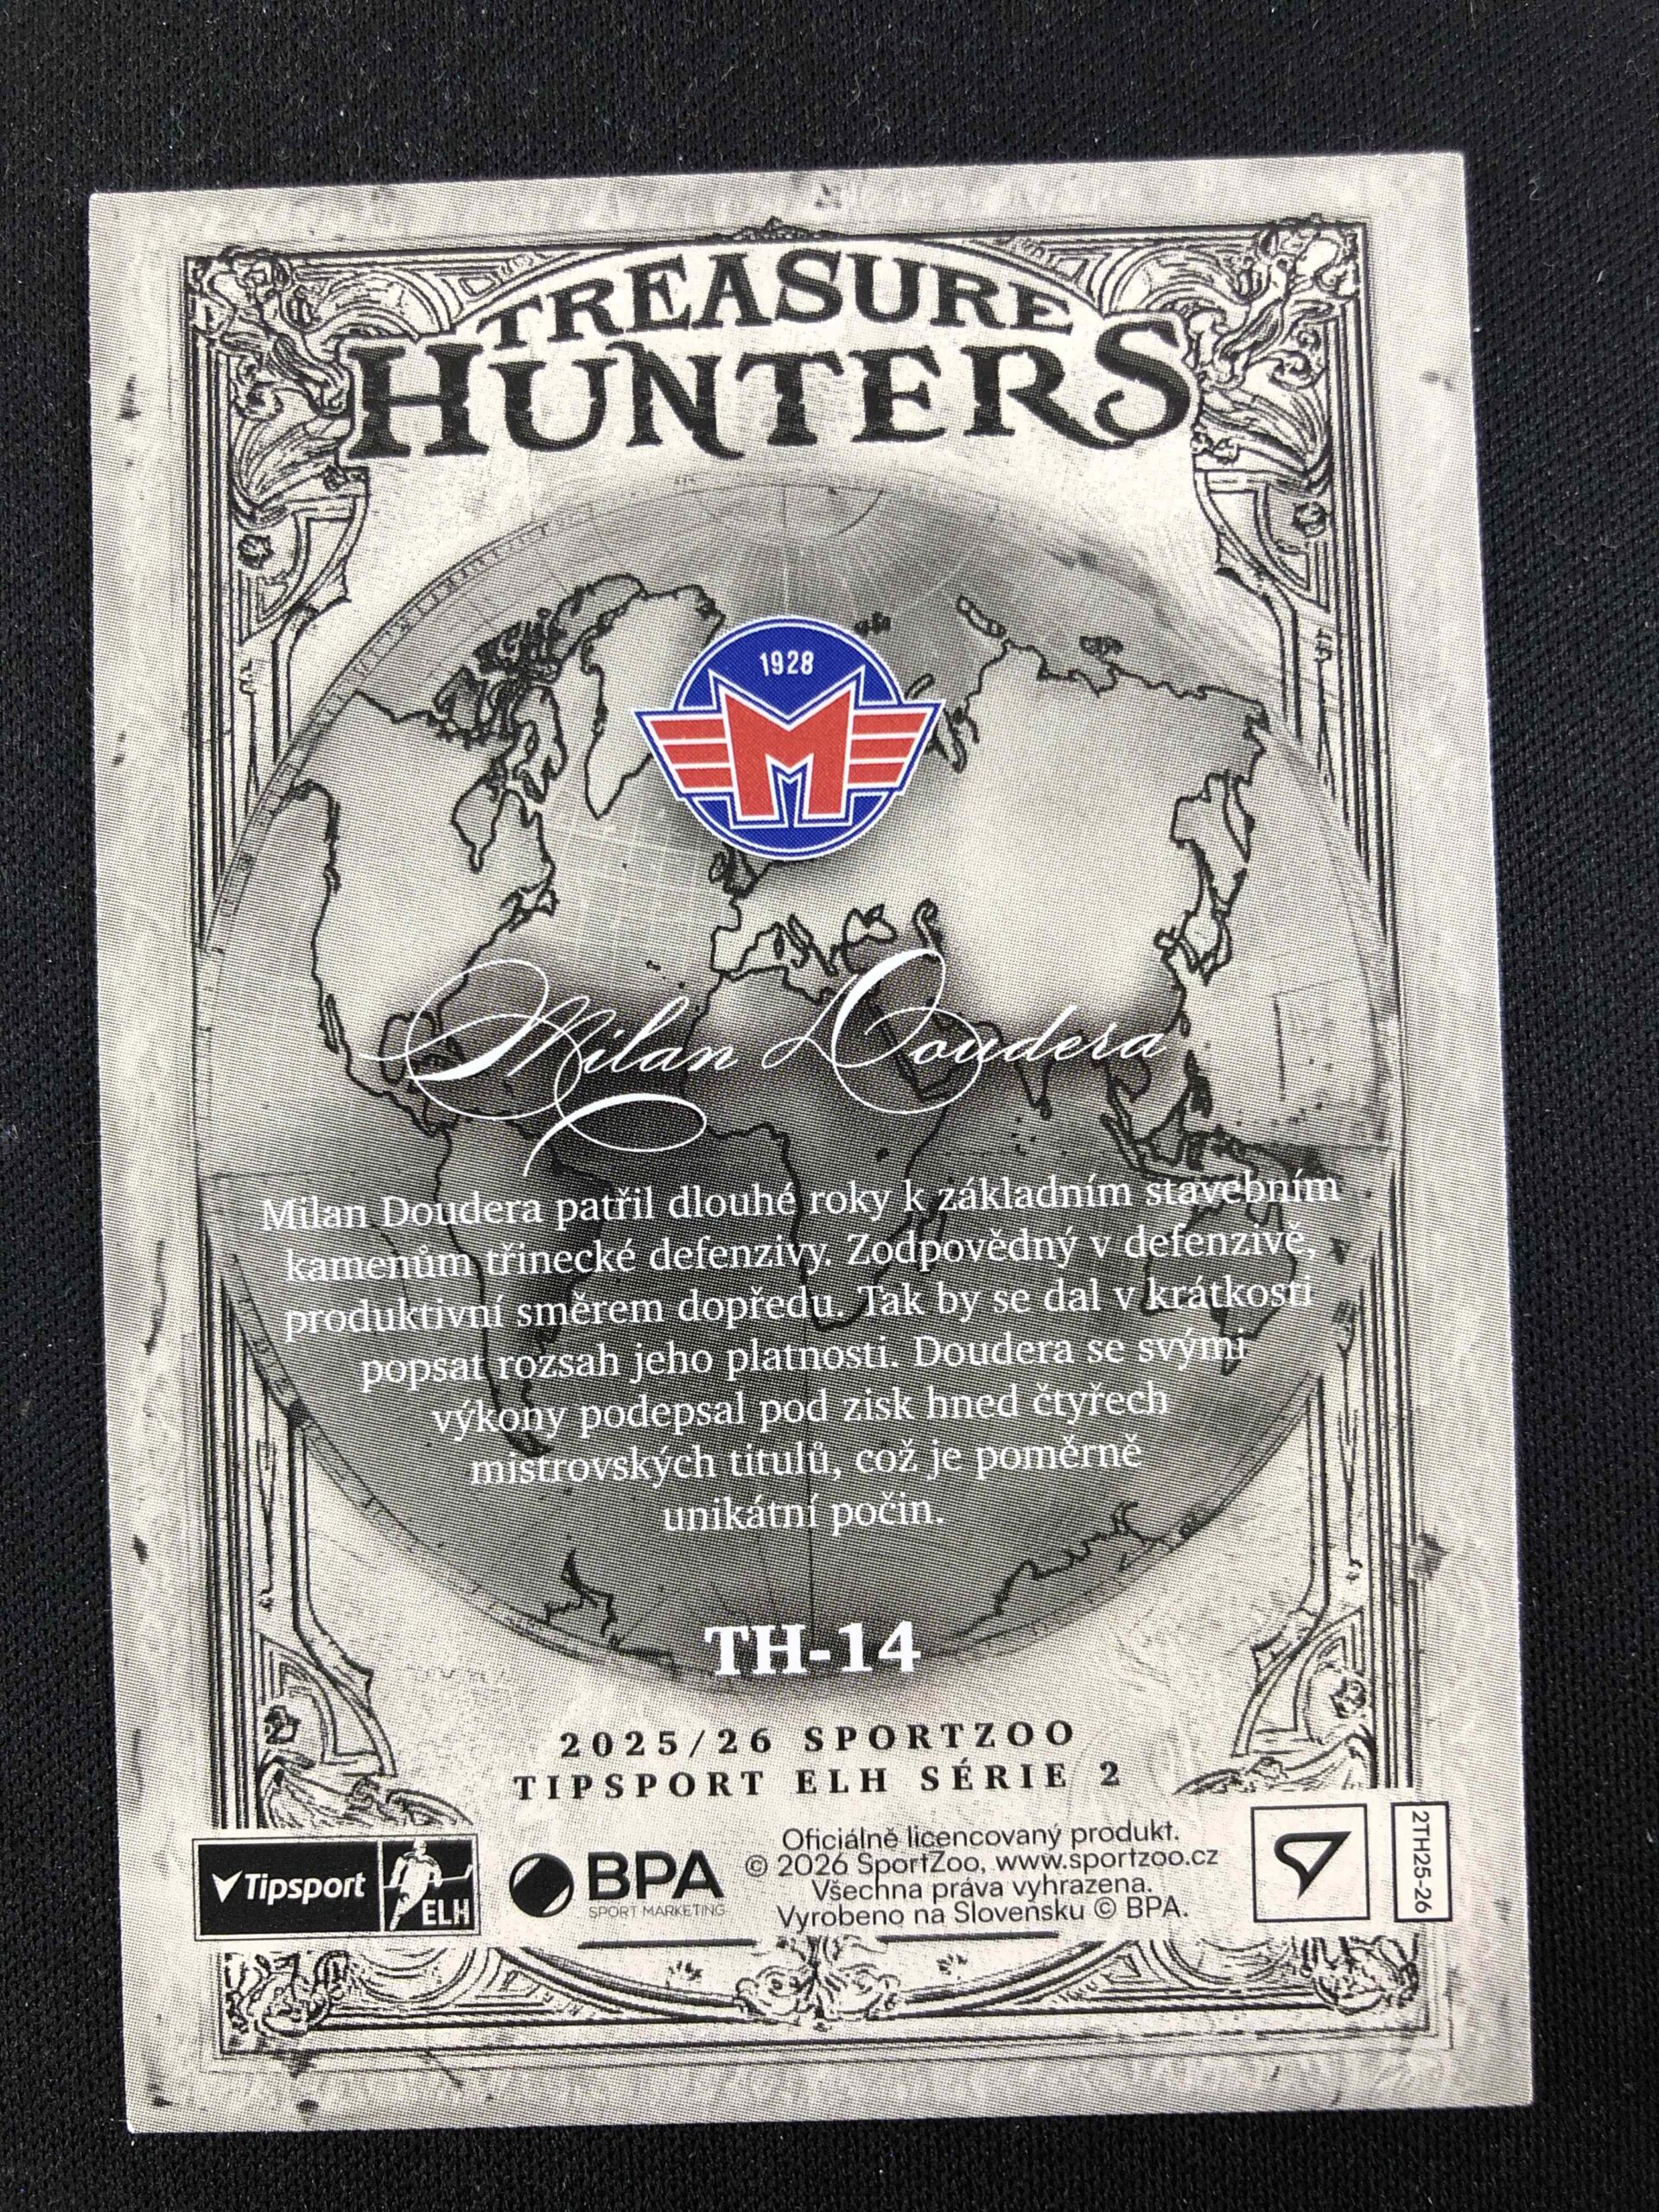 TREASURE
HUNTERS
1928
M
Milan Doudera
Milan Doudera patřil dlouhé roky k základním stavebním
kamenům třinecké defenzivy. Zodpovědný v defenzivě,
produktivní směrem dopředu. Tak by se dal v krátkosti
popsat rozsah jeho platnosti. Doudera se svými
výkony podepsal pod zisk hned čtyřech
mistrovských titulů, což je poměrně
unikátní počin.
TH-14
2025/26 SPORTZOO
TIPSPORT ELH SÉRIE 2
Tipsport
ELH
BPA
SPORT MARKETING
Oficiálně licencovaný produkt.
© 2026 SportZoo, www.sportzoo.cz
Všechna práva vyhrazena.
Vyrobeno na Slovensku © BPA.
2TH25-26